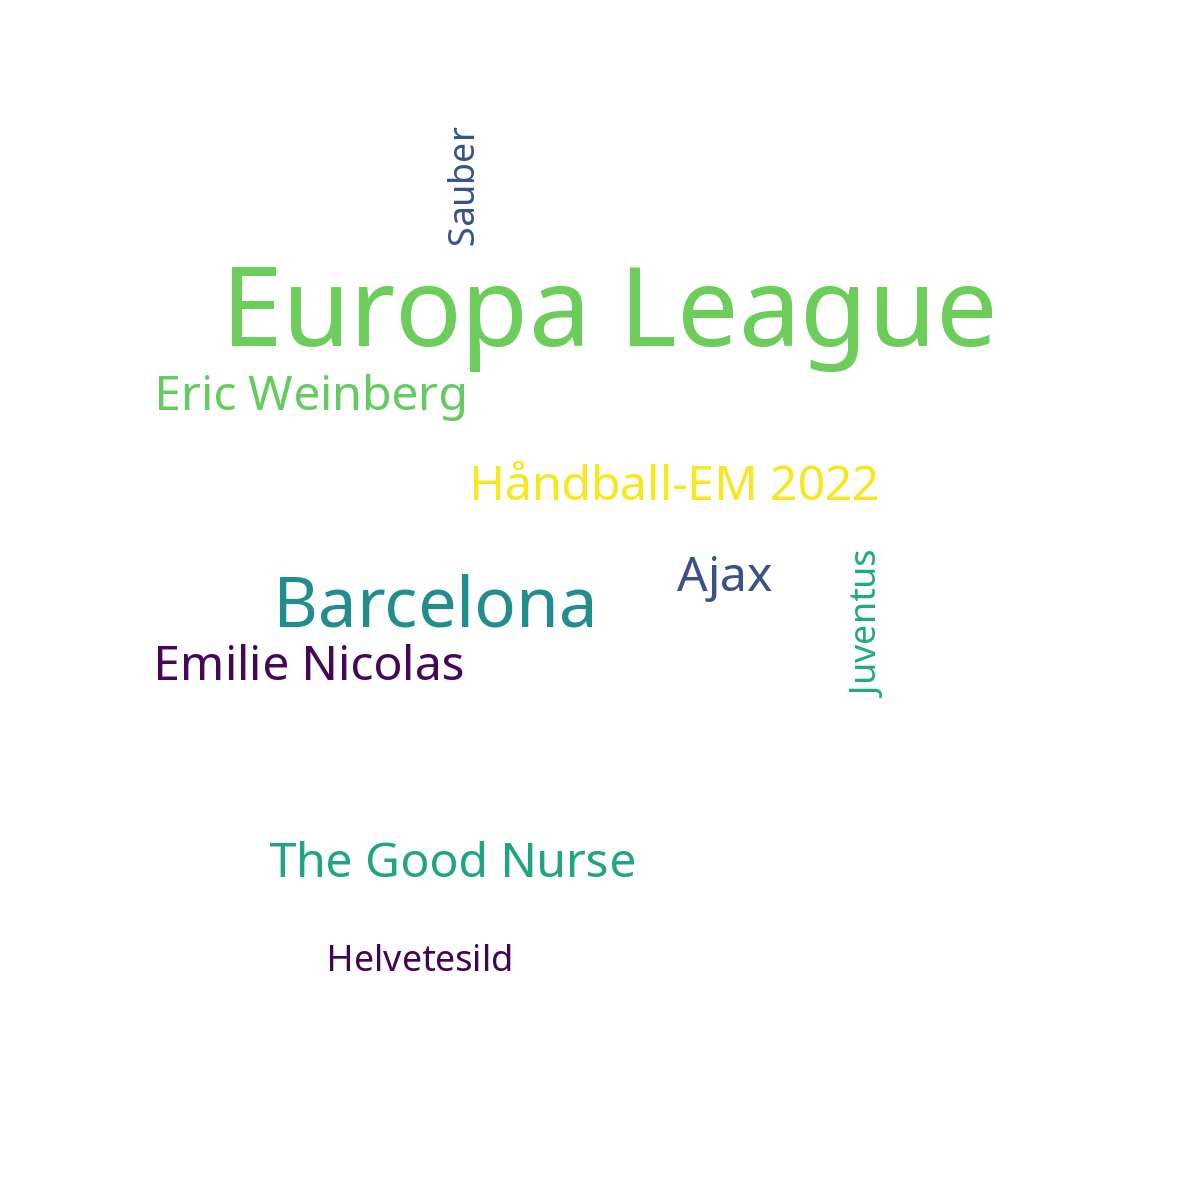 Sauber
Europa League
Eric Weinberg
Håndball-EM 2022
Ajax
Juventus
Barcelona
Emilie Nicolas
The Good Nurse
Helvetesild